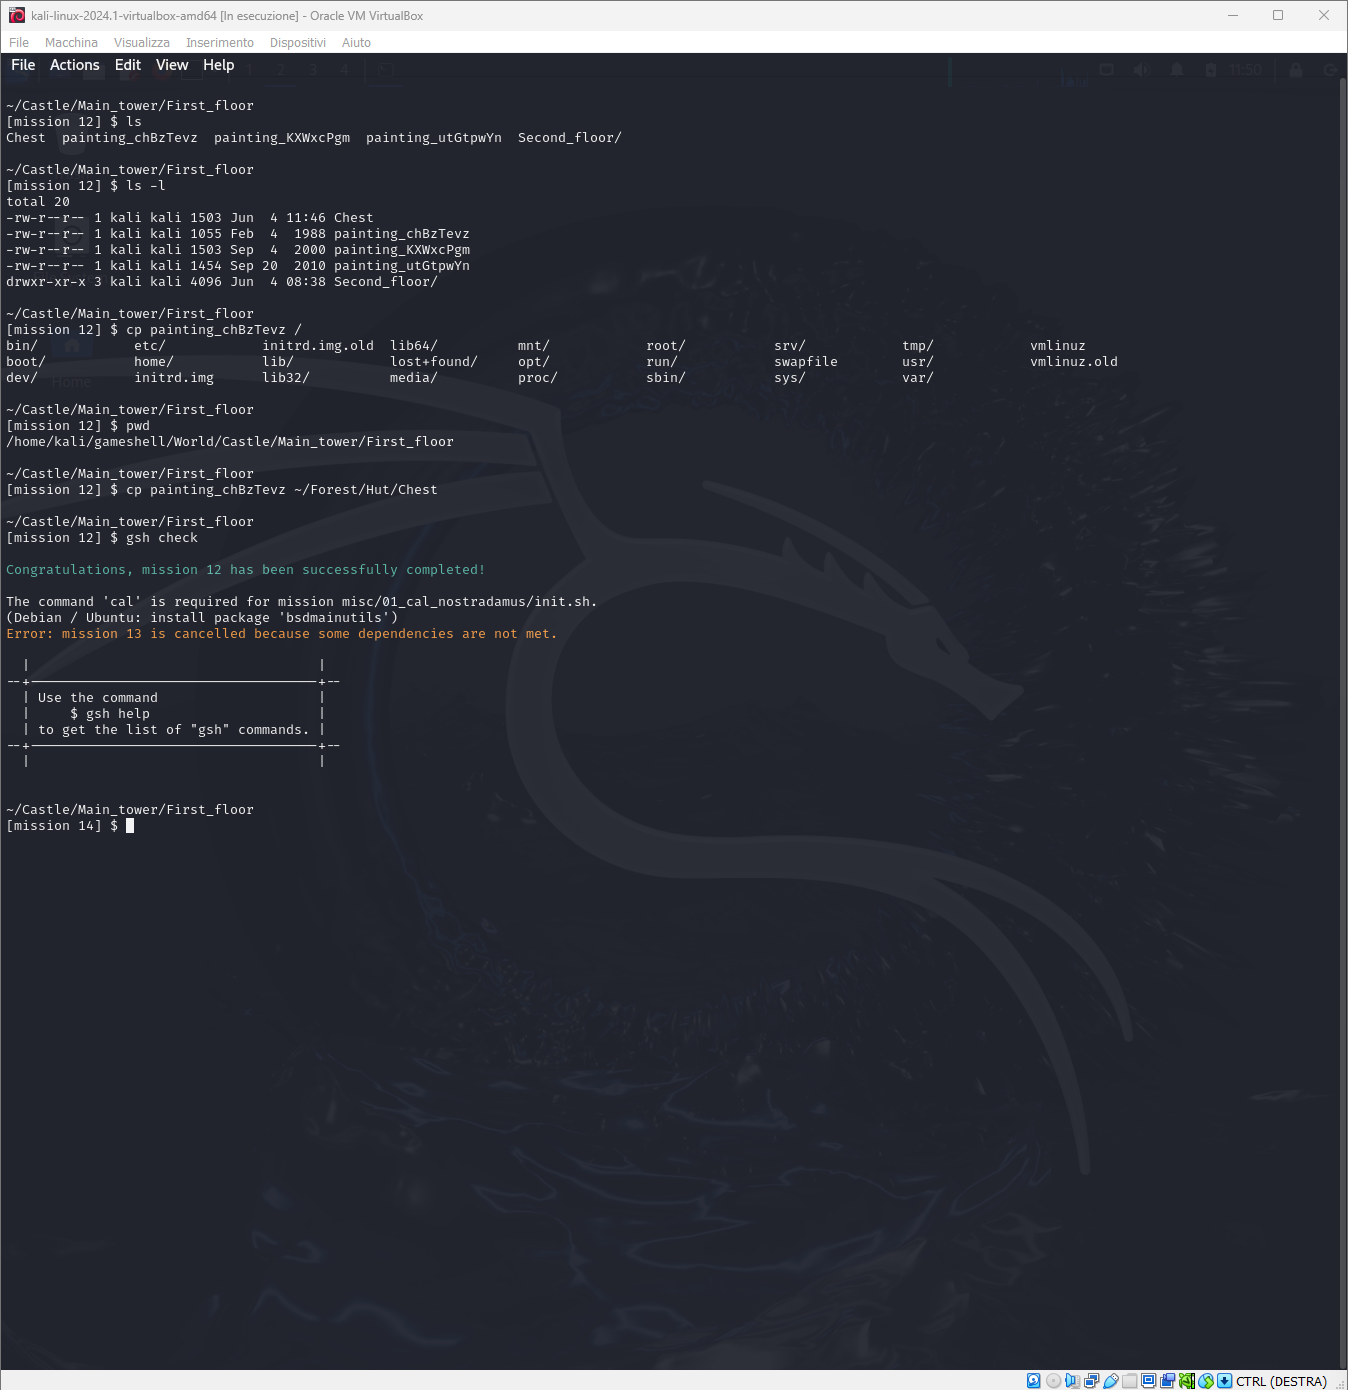 kali-linux-2024.1-virtualbox-amd64 [In esecuzione] - Oracle VM VirtualBox
File Macchina Visualizza Inserimento Dispositivi Aiuto
File Actions Edit View Help
1 2 3 4 11:50
~/Castle/Main_tower/First_floor
[mission 12] $ ls
Chest  painting_chBzTevz  painting_KXWxcPgm  painting_utGtpwYn  Second_floor/
~/Castle/Main_tower/First_floor
[mission 12] $ ls -l
total 20
-rw-r--r-- 1 kali kali 1503 Jun  4 11:46 Chest
-rw-r--r-- 1 kali kali 1055 Feb  4  1988 painting_chBzTevz
-rw-r--r-- 1 kali kali 1503 Sep  4  2000 painting_KXWxcPgm
-rw-r--r-- 1 kali kali 1454 Sep 20  2010 painting_utGtpwYn
drwxr-xr-x 3 kali kali 4096 Jun  4 08:38 Second_floor/
~/Castle/Main_tower/First_floor
[mission 12] $ cp painting_chBzTevz /
bin/            etc/            initrd.img.old  lib64/          mnt/            root/           srv/            tmp/            vmlinuz
boot/           home/           lib/            lost+found/     opt/            run/            swapfile        usr/            vmlinuz.old
dev/            initrd.img      lib32/          media/          proc/           sbin/           sys/            var/
Home
~/Castle/Main_tower/First_floor
[mission 12] $ pwd
/home/kali/gameshell/World/Castle/Main_tower/First_floor
~/Castle/Main_tower/First_floor
[mission 12] $ cp painting_chBzTevz ~/Forest/Hut/Chest
~/Castle/Main_tower/First_floor
[mission 12] $ gsh check
Congratulations, mission 12 has been successfully completed!
The command 'cal' is required for mission misc/01_cal_nostradamus/init.sh.
(Debian / Ubuntu: install package 'bsdmainutils')
Error: mission 13 is cancelled because some dependencies are not met.
Use the command
$ gsh help
to get the list of "gsh" commands.
~/Castle/Main_tower/First_floor
[mission 14] $
CTRL (DESTRA)